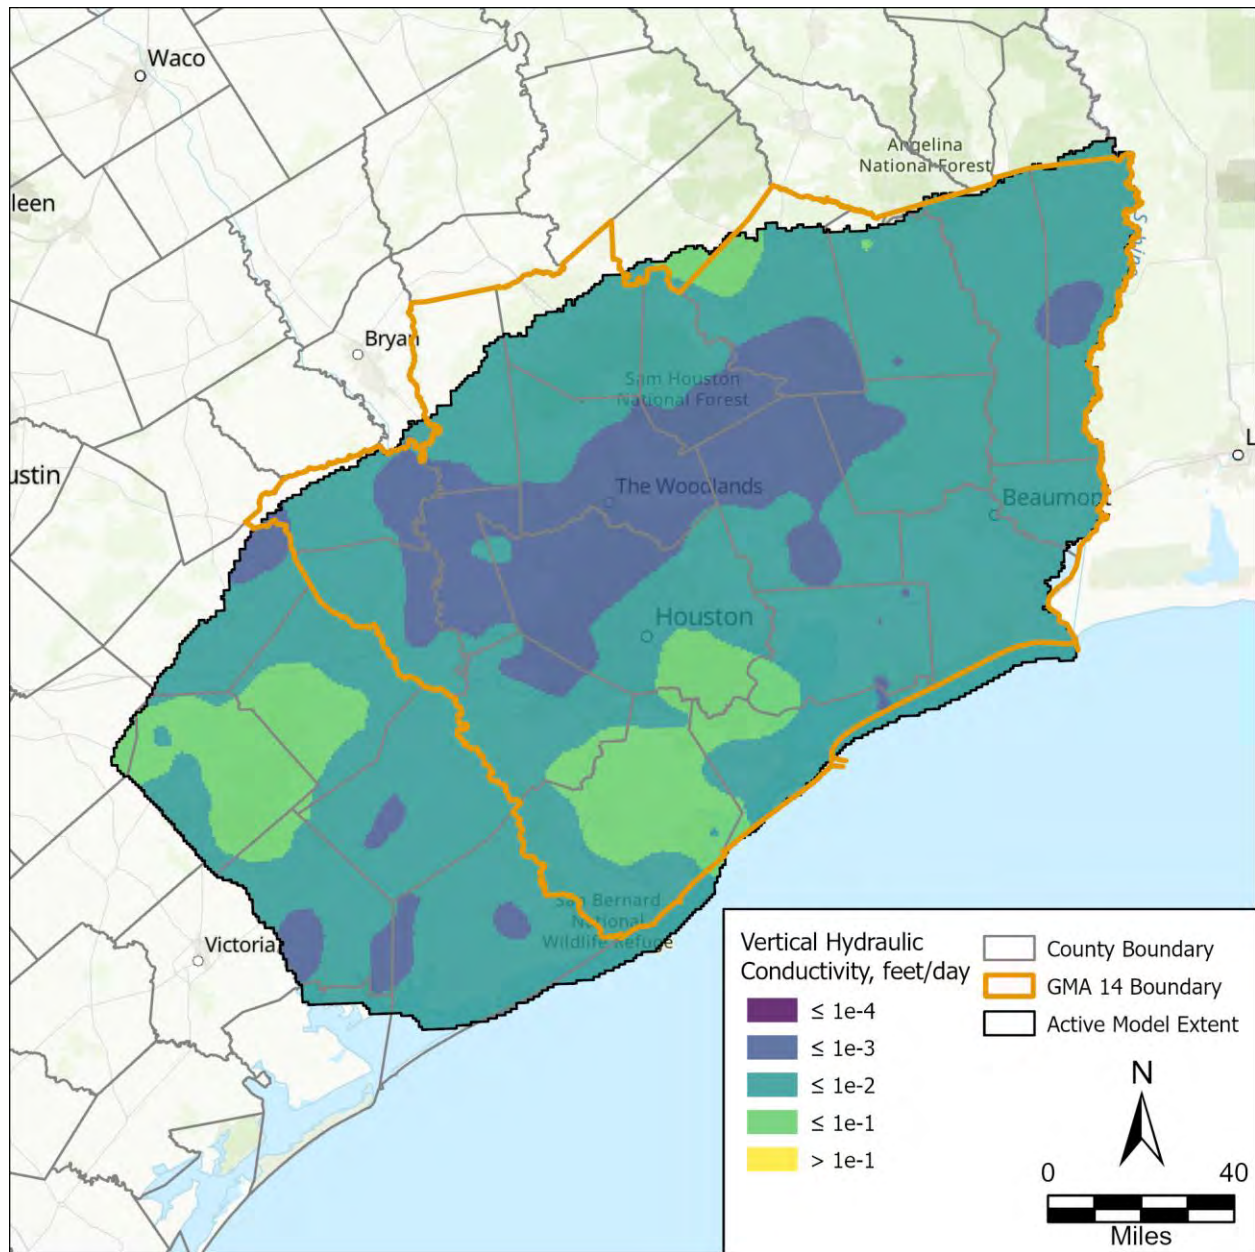 Waco
Angelina
National Forest
leen
Bryan
Sam Houston
National Forest
ustin
L
The Woodlands
Beaumont
Houston
San Bernard
National
Wildlife Refuge
Victoria
Vertical Hydraulic
Conductivity, feet/day
≤ 1e-4
≤ 1e-3
≤ 1e-2
≤ 1e-1
> 1e-1
County Boundary
GMA 14 Boundary
Active Model Extent
N
0 40
Miles